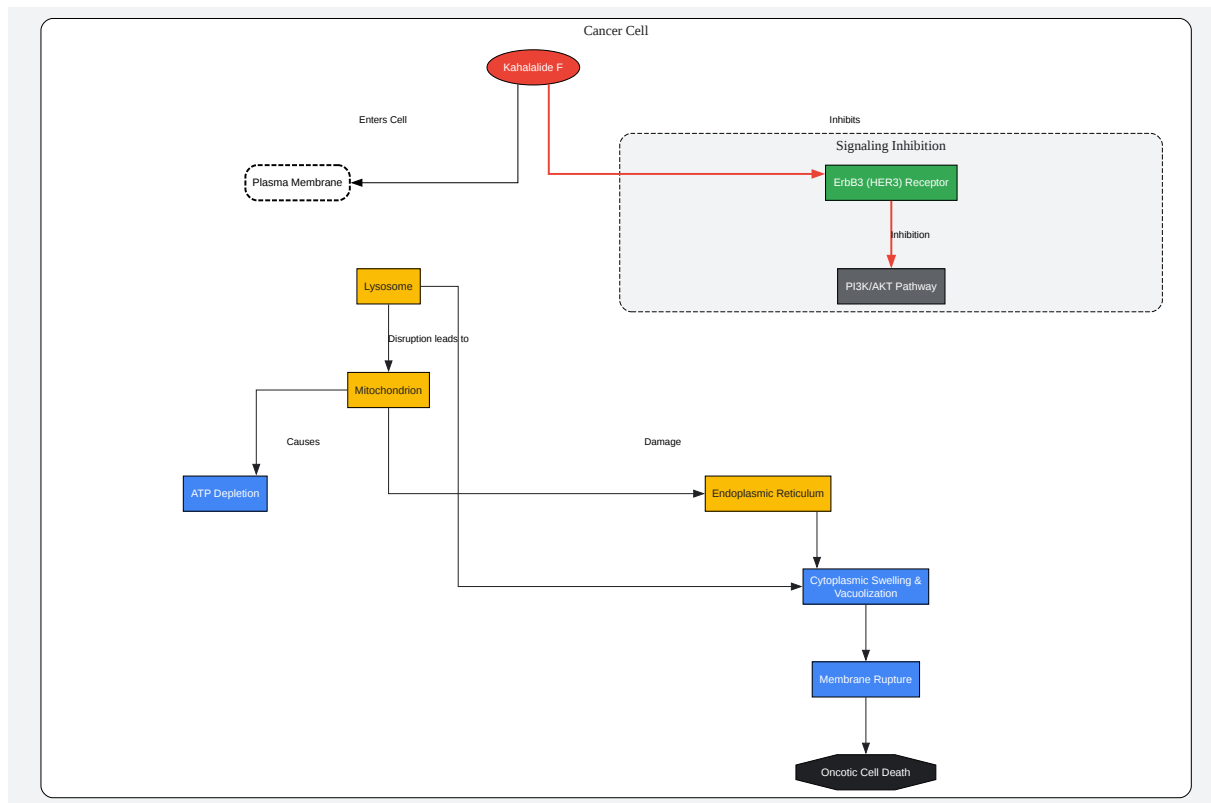 Cancer Cell
Kahalalide F
Enters Cell
Inhibits
Signaling Inhibition
Plasma Membrane
ErbB3 (HER3) Receptor
Inhibition
Lysosome
PI3K/AKT Pathway
Disruption leads to
Mitochondrion
Causes
Damage
ATP Depletion
Endoplasmic Reticulum
Cytoplasmic Swelling &
Vacuolization
Membrane Rupture
Oncotic Cell Death